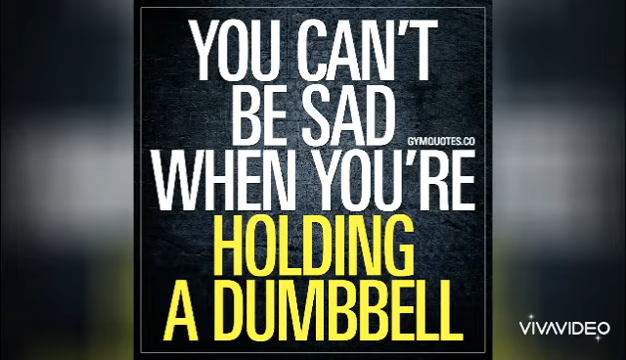 YOU CAN'T
BE SAD
GYMQUOTES.CO
WHEN YOU'RE
HOLDING
A DUMBBELL
VIVAVIDEO